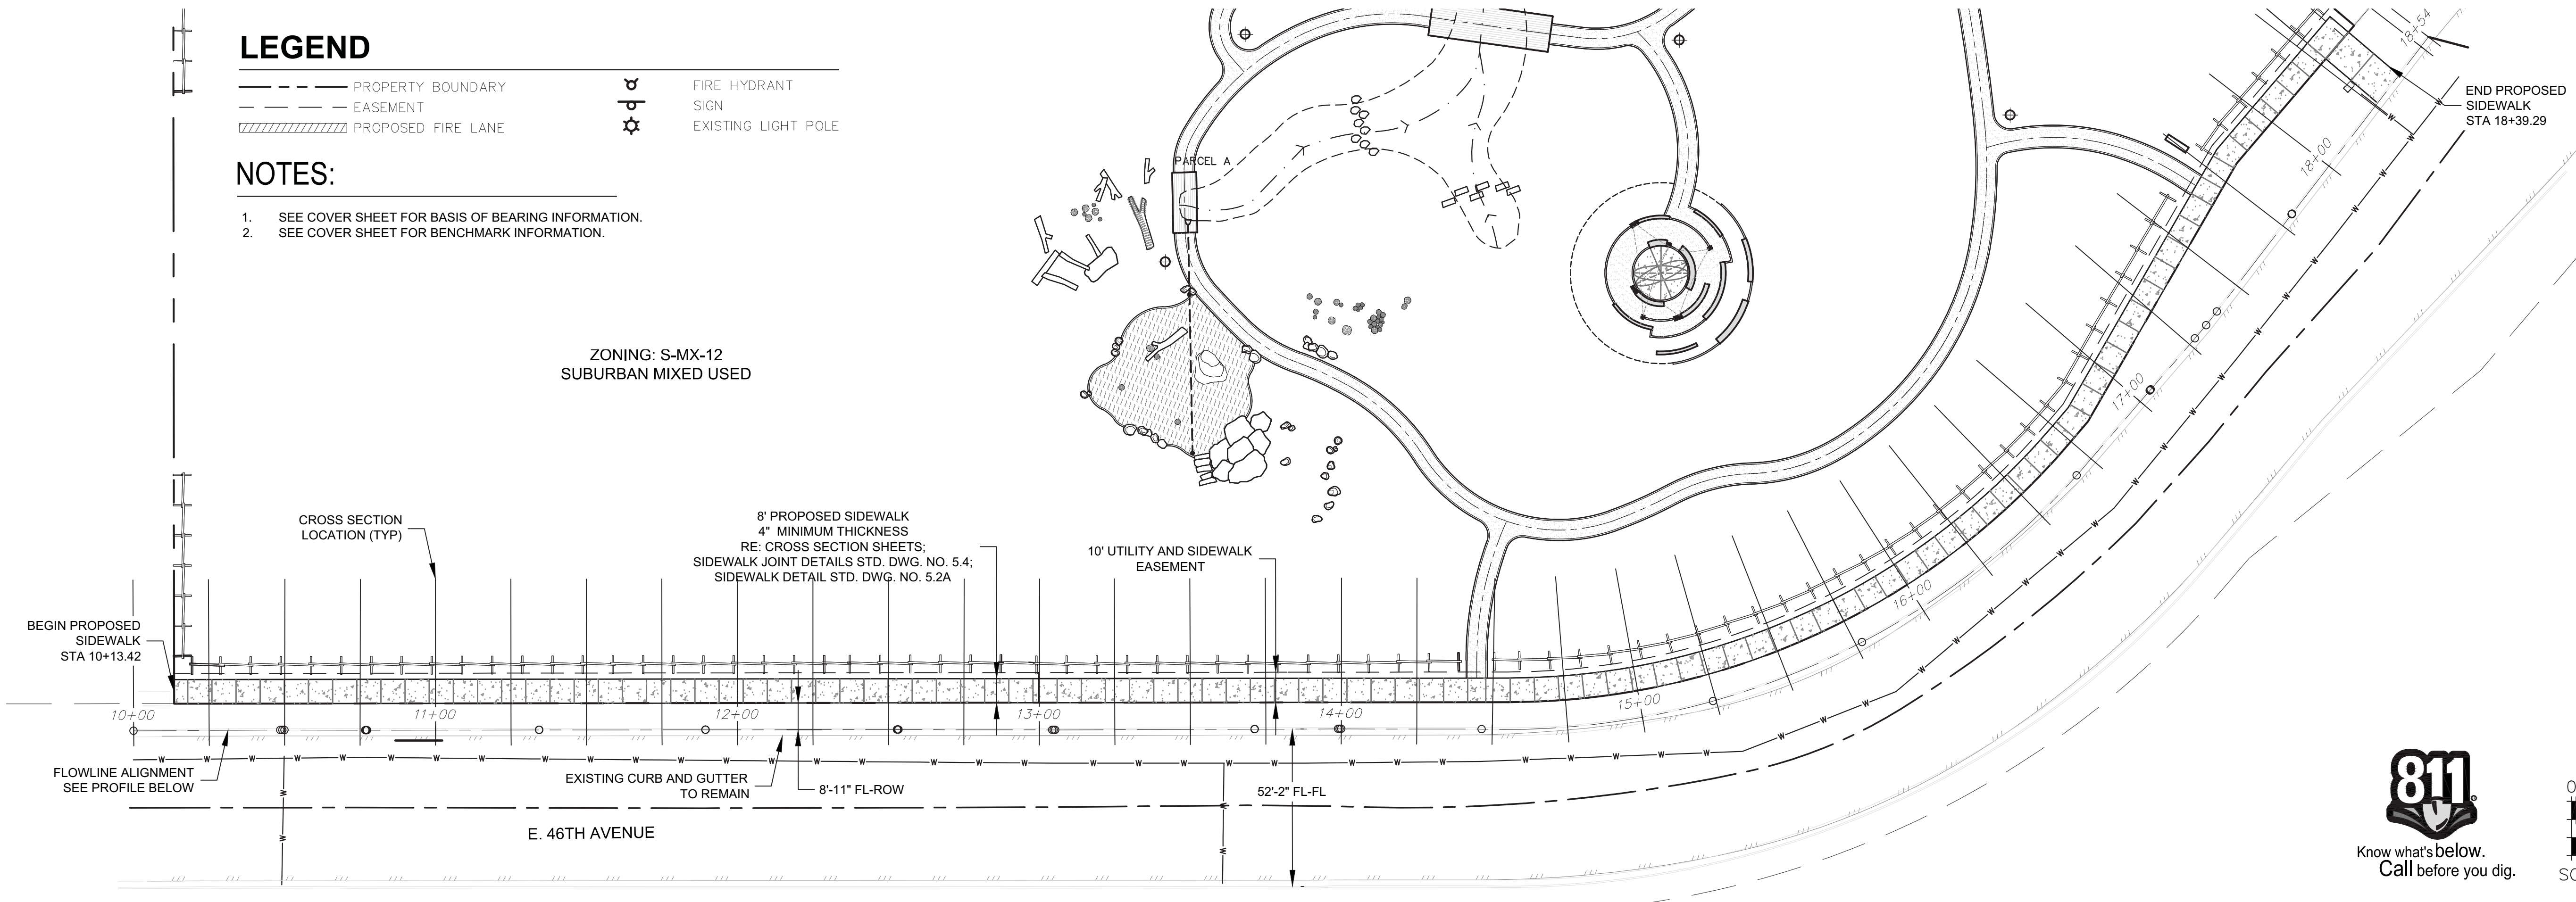 LEGEND
PROPERTY BOUNDARY
EASEMENT
PROPOSED FIRE LANE
FIRE HYDRANT
SIGN
EXISTING LIGHT POLE
NOTES:
1. SEE COVER SHEET FOR BASIS OF BEARING INFORMATION.
2. SEE COVER SHEET FOR BENCHMARK INFORMATION.
PARCEL A
18+54
END PROPOSED
SIDEWALK
STA 18+39.29
18+00
ZONING: S-MX-12
SUBURBAN MIXED USED
17+00
CROSS SECTION
LOCATION (TYP)
8' PROPOSED SIDEWALK
4" MINIMUM THICKNESS
RE: CROSS SECTION SHEETS;
SIDEWALK JOINT DETAILS STD. DWG. NO. 5.4;
SIDEWALK DETAIL STD. DWG. NO. 5.2A
10' UTILITY AND SIDEWALK
EASEMENT
16+00
BEGIN PROPOSED
SIDEWALK
STA 10+13.42
10+00
11+00
12+00
13+00
14+00
15+00
FLOWLINE ALIGNMENT
SEE PROFILE BELOW
EXISTING CURB AND GUTTER
TO REMAIN
8'-11" FL-ROW
52'-2" FL-FL
E. 46TH AVENUE
811
Know what's below.
Call before you dig.